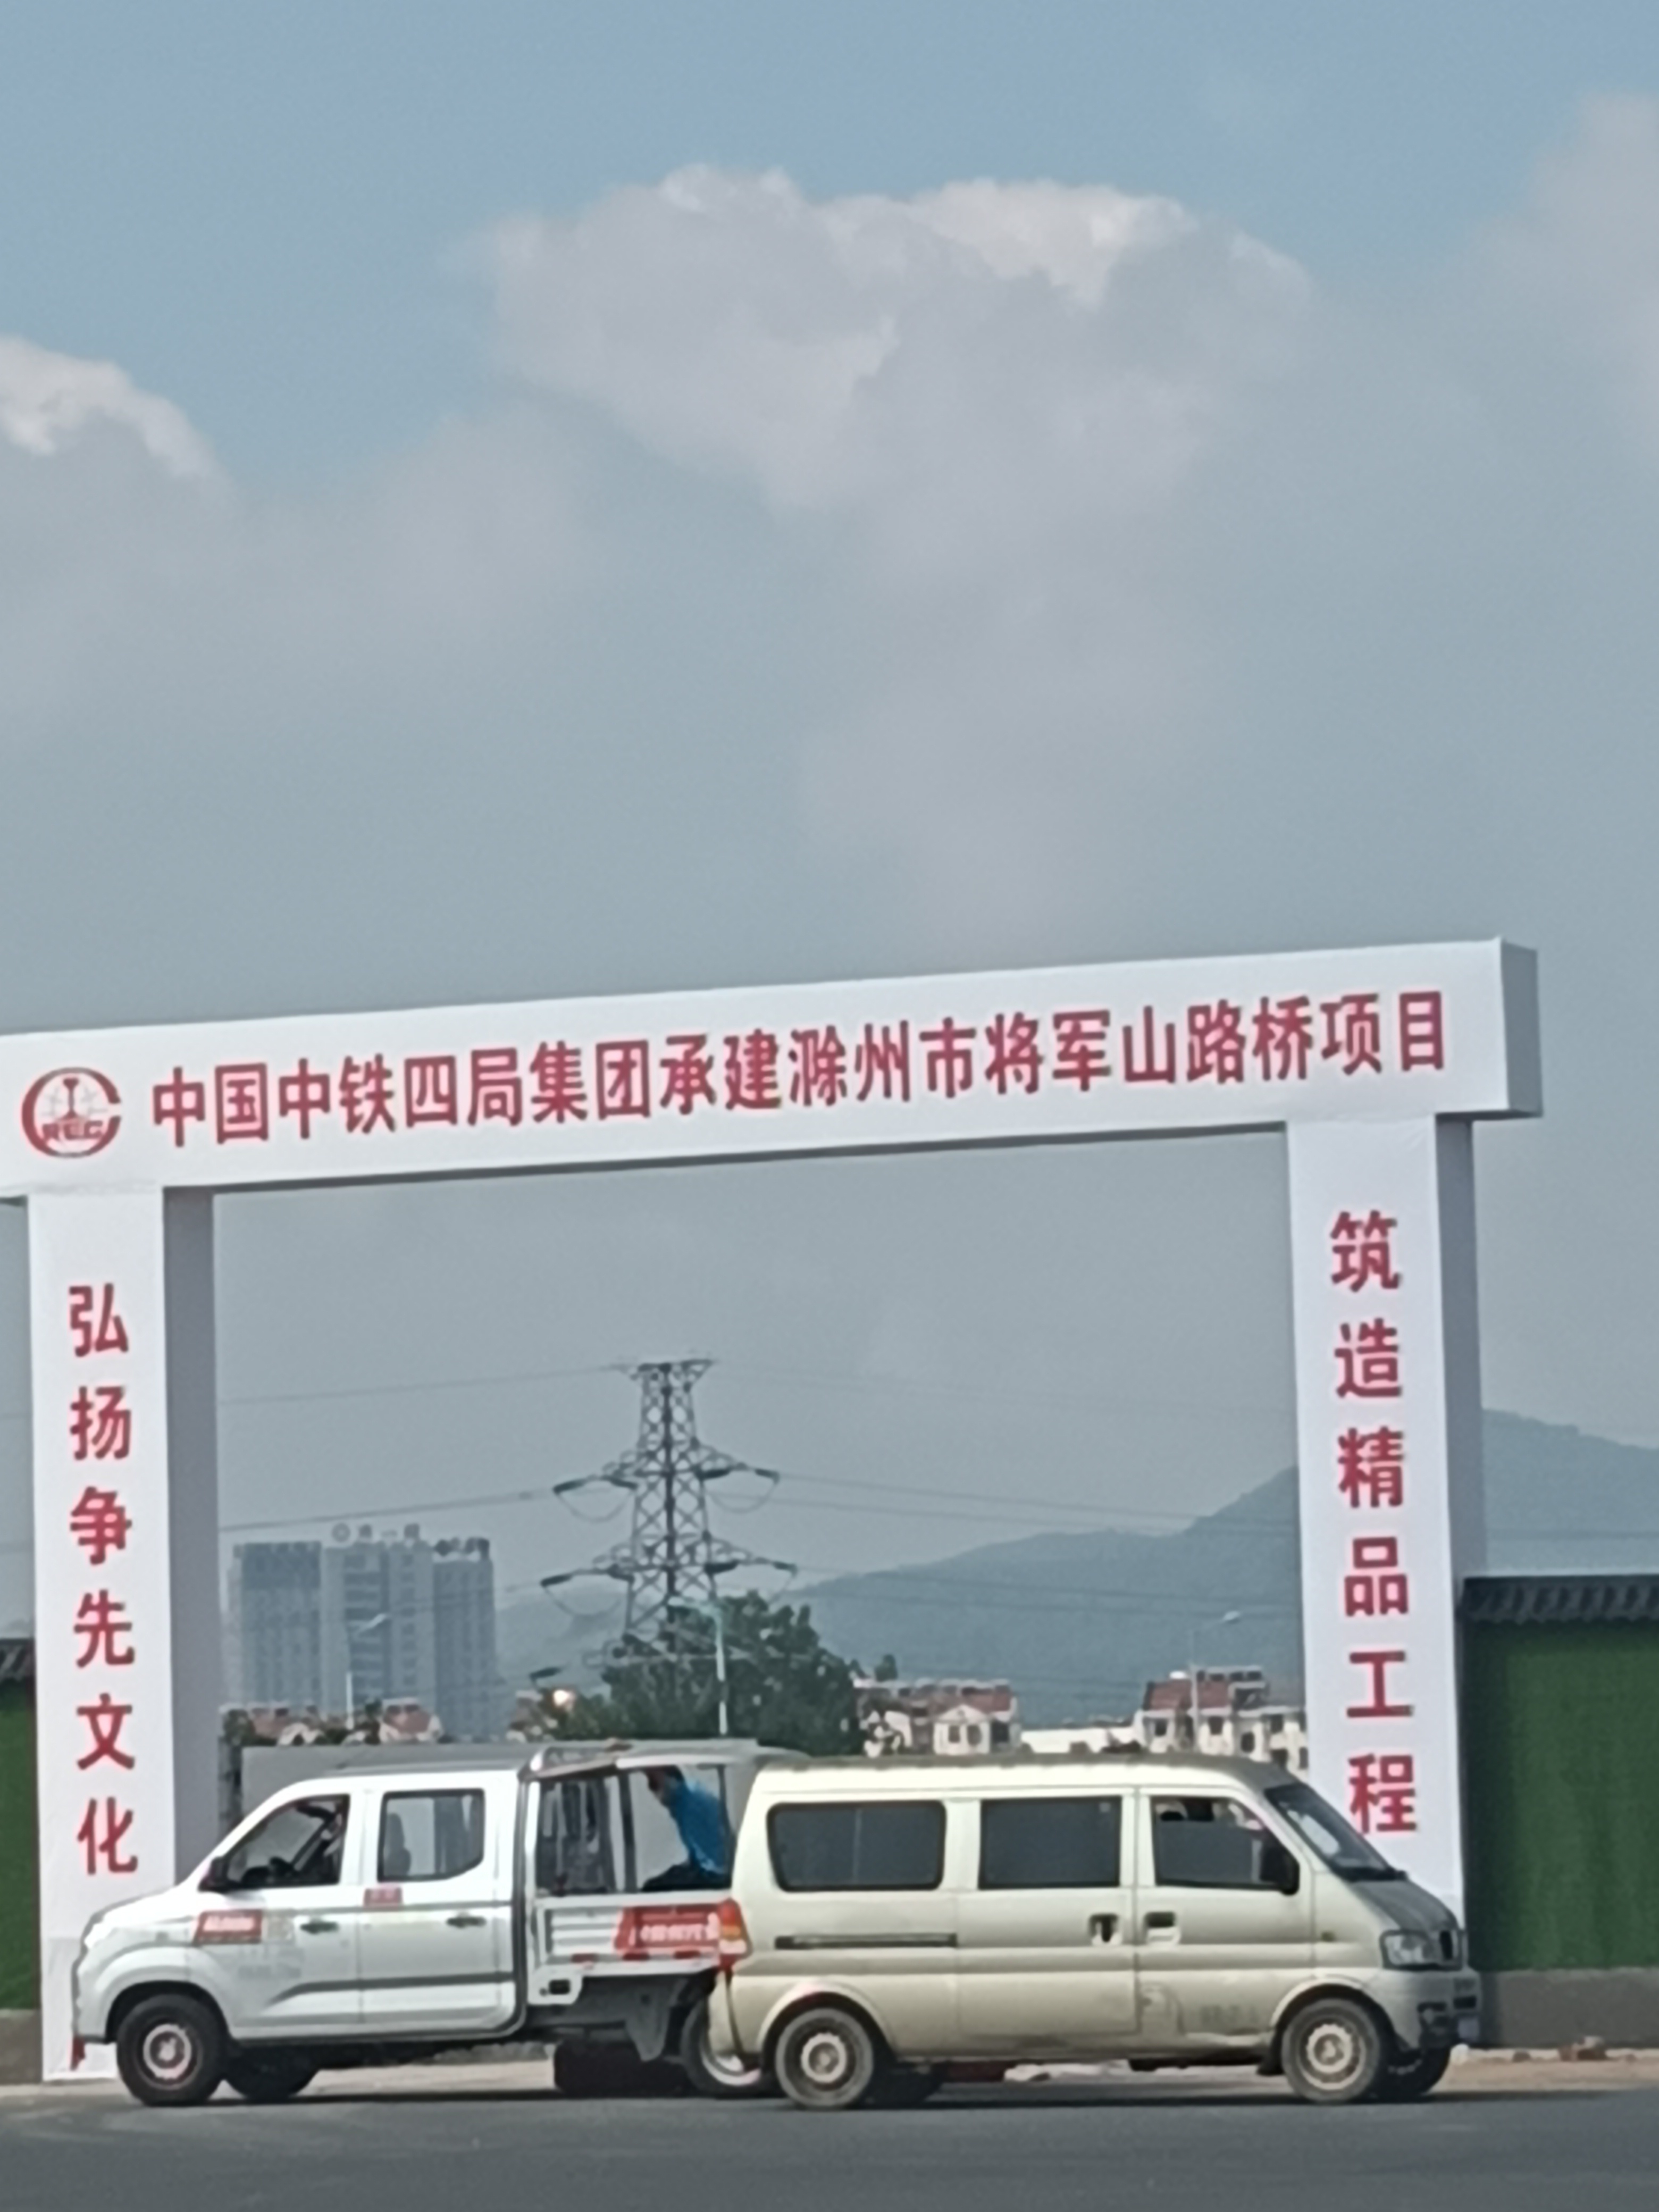 中国中铁四局集团承建滁州市将军山路桥项目
弘扬争先文化
筑造精品工程